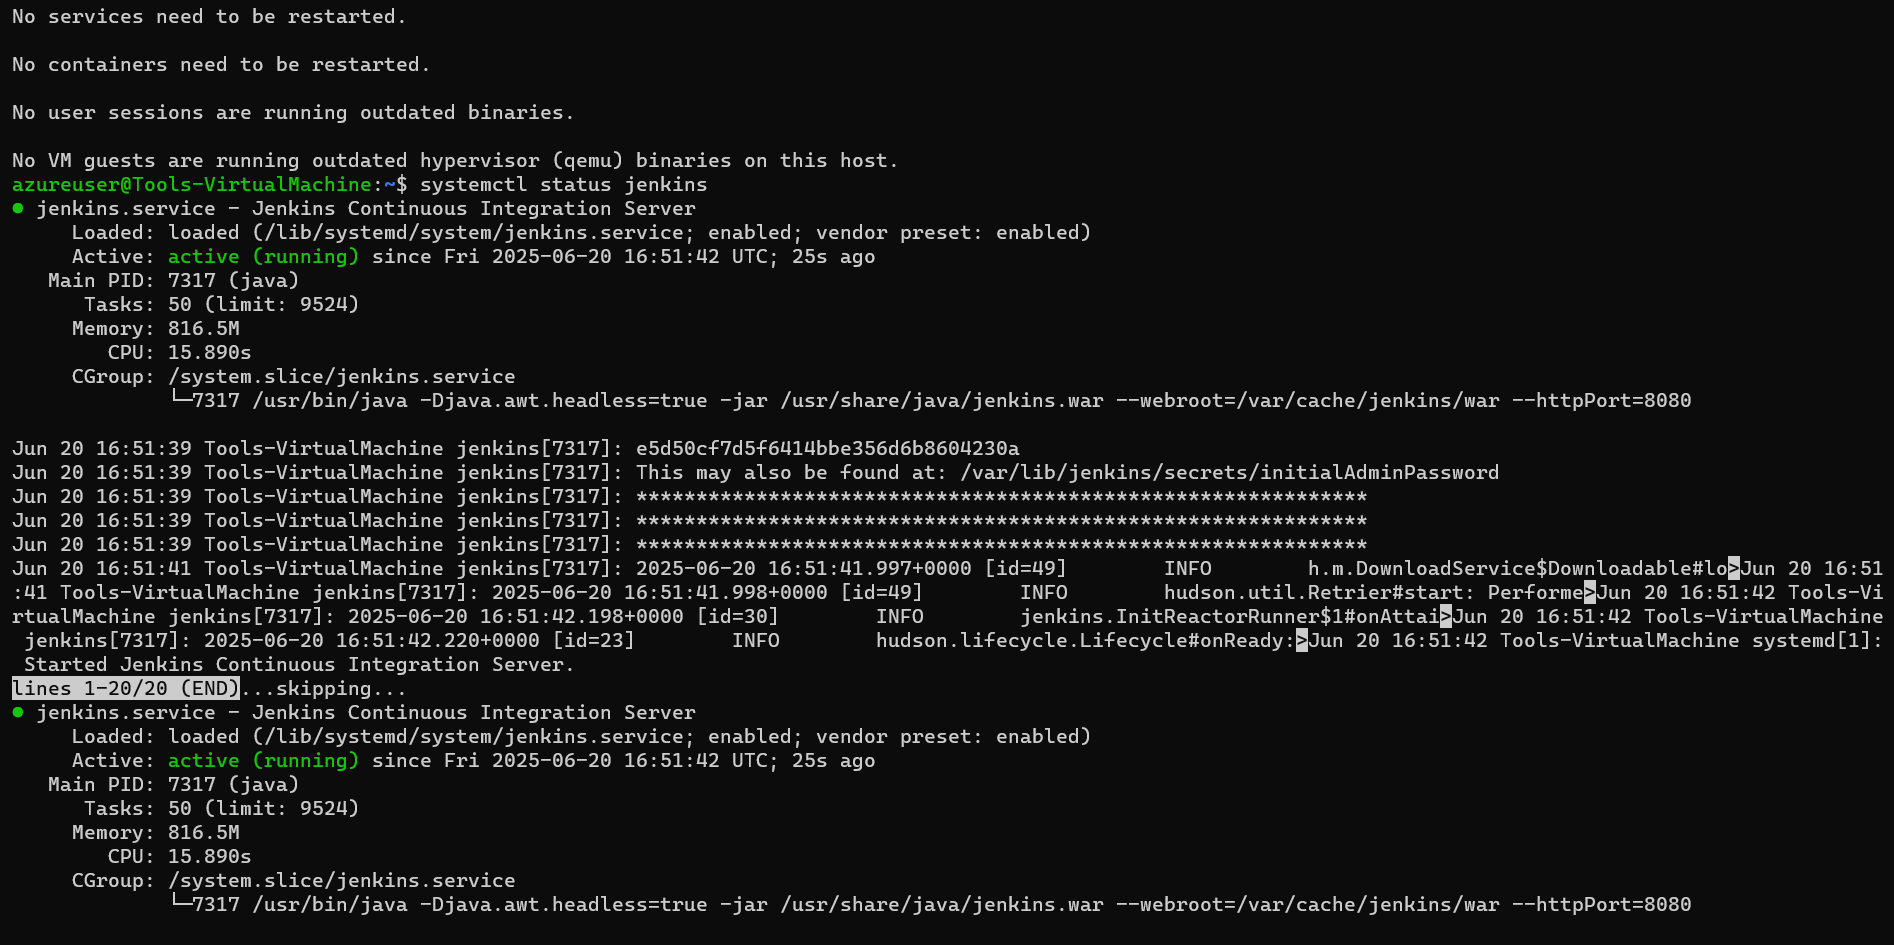 No services need to be restarted.
No containers need to be restarted.
No user sessions are running outdated binaries.
No VM guests are running outdated hypervisor (qemu) binaries on this host.
azureuser@Tools-VirtualMachine:~$ systemctl status jenkins
● jenkins.service - Jenkins Continuous Integration Server
Loaded: loaded (/lib/systemd/system/jenkins.service; enabled; vendor preset: enabled)
Active: active (running) since Fri 2025-06-20 16:51:42 UTC; 25s ago
Main PID: 7317 (java)
Tasks: 50 (limit: 9524)
Memory: 816.5M
CPU: 15.890s
CGroup: /system.slice/jenkins.service
└─7317 /usr/bin/java -Djava.awt.headless=true -jar /usr/share/java/jenkins.war --webroot=/var/cache/jenkins/war --httpPort=8080
Jun 20 16:51:39 Tools-VirtualMachine jenkins[7317]: e5d50cf7d5f6414bbe356d6b8604230a
Jun 20 16:51:39 Tools-VirtualMachine jenkins[7317]: This may also be found at: /var/lib/jenkins/secrets/initialAdminPassword
Jun 20 16:51:39 Tools-VirtualMachine jenkins[7317]: *************************************************************
Jun 20 16:51:39 Tools-VirtualMachine jenkins[7317]: *************************************************************
Jun 20 16:51:39 Tools-VirtualMachine jenkins[7317]: *************************************************************
Jun 20 16:51:41 Tools-VirtualMachine jenkins[7317]: 2025-06-20 16:51:41.997+0000 [id=49]        INFO        h.m.DownloadService$Downloadable#lo>Jun 20 16:51
:41 Tools-VirtualMachine jenkins[7317]: 2025-06-20 16:51:41.998+0000 [id=49]        INFO        hudson.util.Retrier#start: Performe>Jun 20 16:51:42 Tools-Vi
rtualMachine jenkins[7317]: 2025-06-20 16:51:42.198+0000 [id=30]        INFO        jenkins.InitReactorRunner$1#onAttai>Jun 20 16:51:42 Tools-VirtualMachine
jenkins[7317]: 2025-06-20 16:51:42.220+0000 [id=23]        INFO        hudson.lifecycle.Lifecycle#onReady:>Jun 20 16:51:42 Tools-VirtualMachine systemd[1]:
Started Jenkins Continuous Integration Server.
lines 1-20/20 (END)...skipping...
● jenkins.service - Jenkins Continuous Integration Server
Loaded: loaded (/lib/systemd/system/jenkins.service; enabled; vendor preset: enabled)
Active: active (running) since Fri 2025-06-20 16:51:42 UTC; 25s ago
Main PID: 7317 (java)
Tasks: 50 (limit: 9524)
Memory: 816.5M
CPU: 15.890s
CGroup: /system.slice/jenkins.service
└─7317 /usr/bin/java -Djava.awt.headless=true -jar /usr/share/java/jenkins.war --webroot=/var/cache/jenkins/war --httpPort=8080